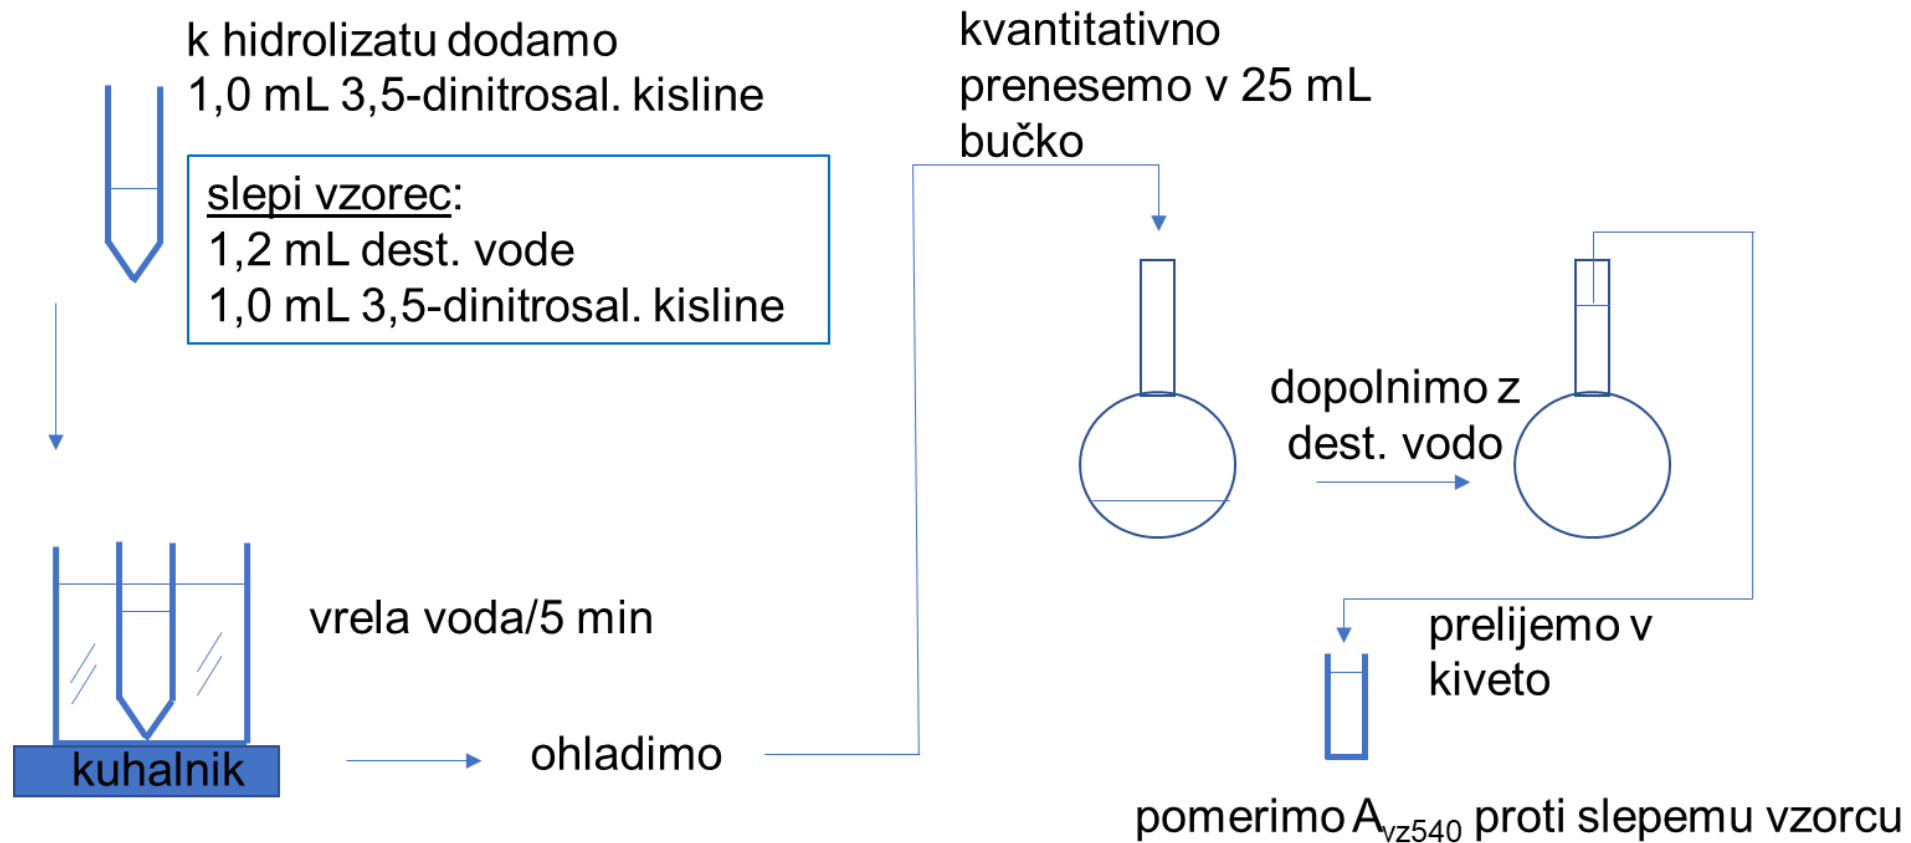 k hidrolizatu dodamo
1,0 mL 3,5-dinitrosal. kisline
slepi vzorec:
1,2 mL dest. vode
1,0 mL 3,5-dinitrosal. kisline
vrela voda/5 min
kuhalnik
ohladimo
kvantitativno
prenesemo v 25 mL
bučko
dopolnimo z
dest. vodo
prelijemo v
kiveto
pomerimo Avz540 proti slepemu vzorcu